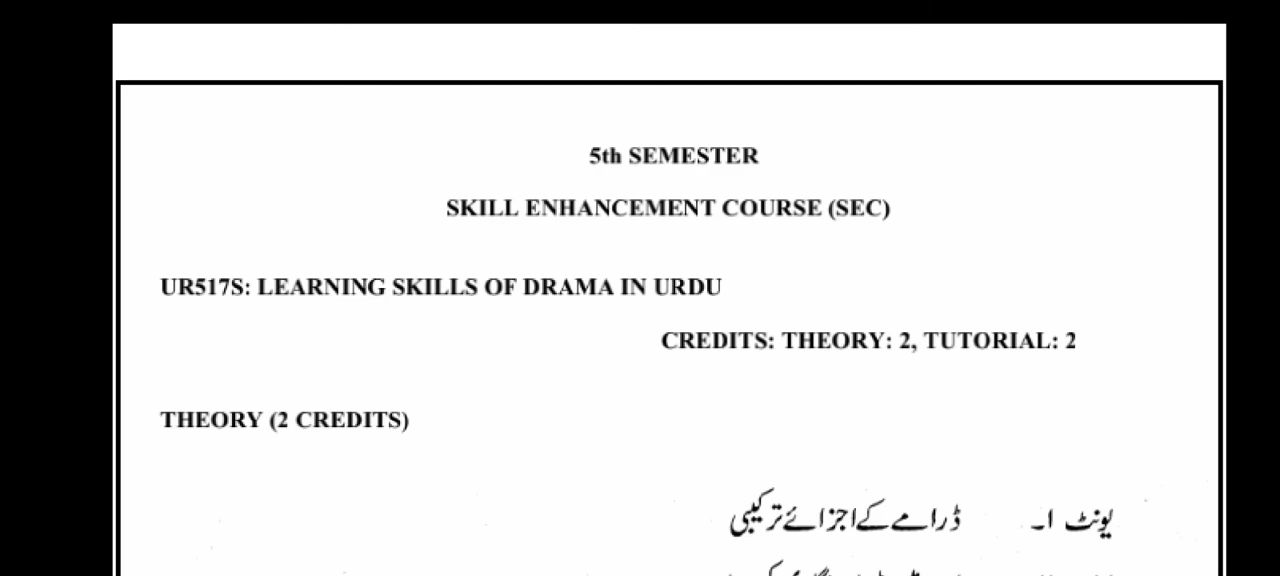 5th SEMESTER
SKILL ENHANCEMENT COURSE (SEC)
UR517S: LEARNING SKILLS OF DRAMA IN URDU
CREDITS: THEORY: 2, TUTORIAL: 2
THEORY (2 CREDITS)
یونٹ ا۔ ڈرامے کے اجزائے ترکیبی